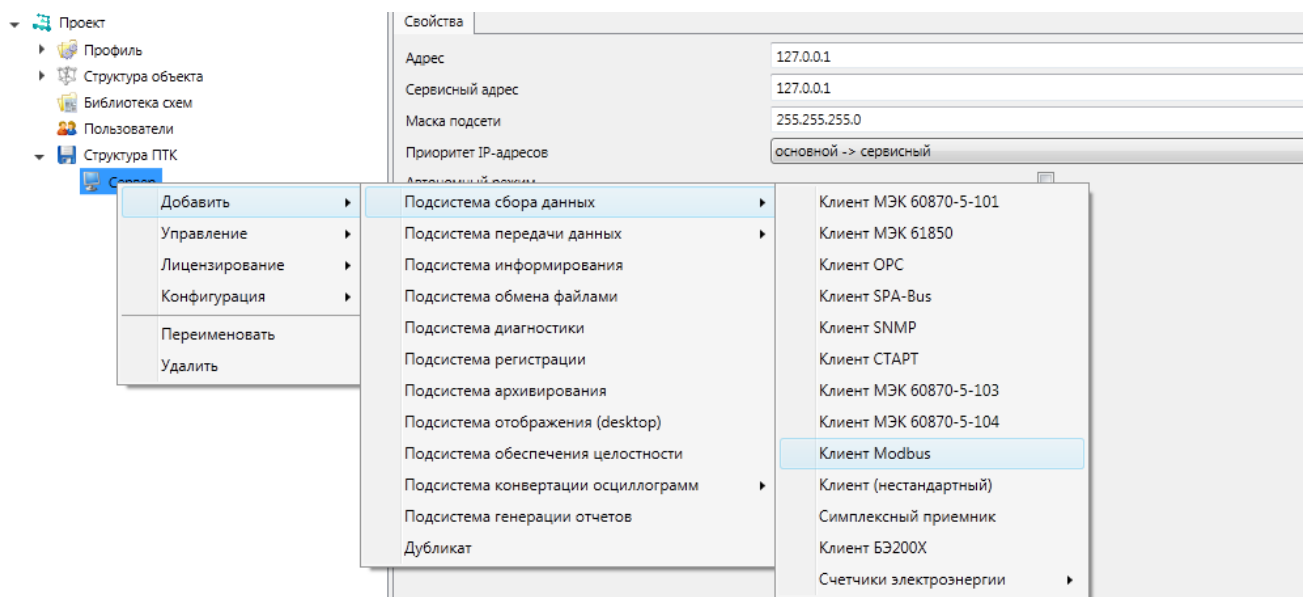 Проект
Профиль
Структура объекта
Библиотека схем
Пользователи
Структура ПТК
Сервер
Свойства
Адрес 127.0.0.1
Сервисный адрес 127.0.0.1
Маска подсети 255.255.255.0
Приоритет IP-адресов основной -> сервисный
Автономный режим
Добавить
Управление
Лицензирование
Конфигурация
Переименовать
Удалить
Подсистема сбора данных
Подсистема передачи данных
Подсистема информирования
Подсистема обмена файлами
Подсистема диагностики
Подсистема регистрации
Подсистема архивирования
Подсистема отображения (desktop)
Подсистема обеспечения целостности
Подсистема конвертации осциллограмм
Подсистема генерации отчетов
Дубликат
Клиент МЭК 60870-5-101
Клиент МЭК 61850
Клиент OPC
Клиент SPA-Bus
Клиент SNMP
Клиент СТАРТ
Клиент МЭК 60870-5-103
Клиент МЭК 60870-5-104
Клиент Modbus
Клиент (нестандартный)
Симплексный приемник
Клиент БЭ200Х
Счетчики электроэнергии